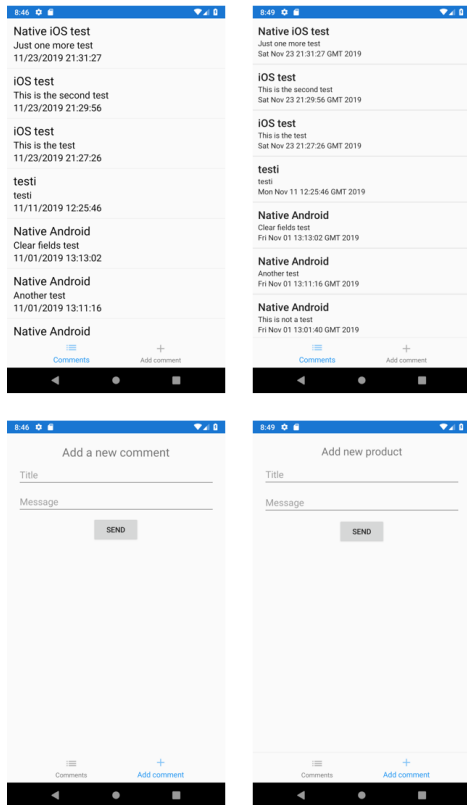 8:46
Native iOS test
Just one more test
11/23/2019 21:31:27
iOS test
This is the second test
11/23/2019 21:29:56
iOS test
This is the test
11/23/2019 21:27:26
testi
testi
11/11/2019 12:25:46
Native Android
Clear fields test
11/01/2019 13:13:02
Native Android
Another test
11/01/2019 13:11:16
Native Android
Comments
Add comment
8:49
Native iOS test
Just one more test
Sat Nov 23 21:31:27 GMT 2019
iOS test
This is the second test
Sat Nov 23 21:29:56 GMT 2019
iOS test
This is the test
Sat Nov 23 21:27:26 GMT 2019
testi
testi
Mon Nov 11 12:25:46 GMT 2019
Native Android
Clear fields test
Fri Nov 01 13:13:02 GMT 2019
Native Android
Another test
Fri Nov 01 13:11:16 GMT 2019
Native Android
This is not a test
Fri Nov 01 13:01:40 GMT 2019
Comments
Add comment
8:46
Add a new comment
Title
Message
SEND
Comments
Add comment
8:49
Add new product
Title
Message
SEND
Comments
Add comment